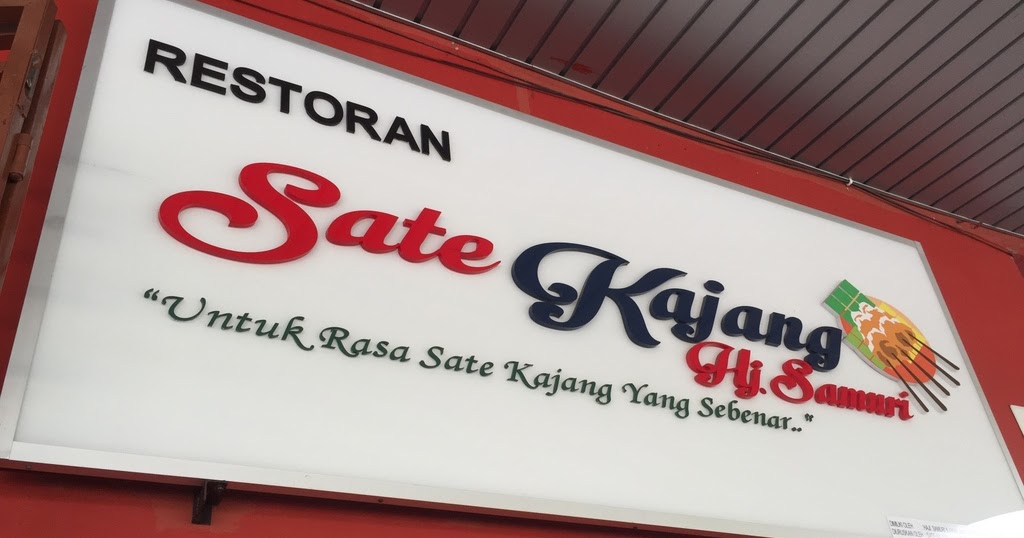 RESTORAN
Sate Kajang
Hj. Samuri
"Untuk Rasa Sate Kajang Yang Sebenar.."